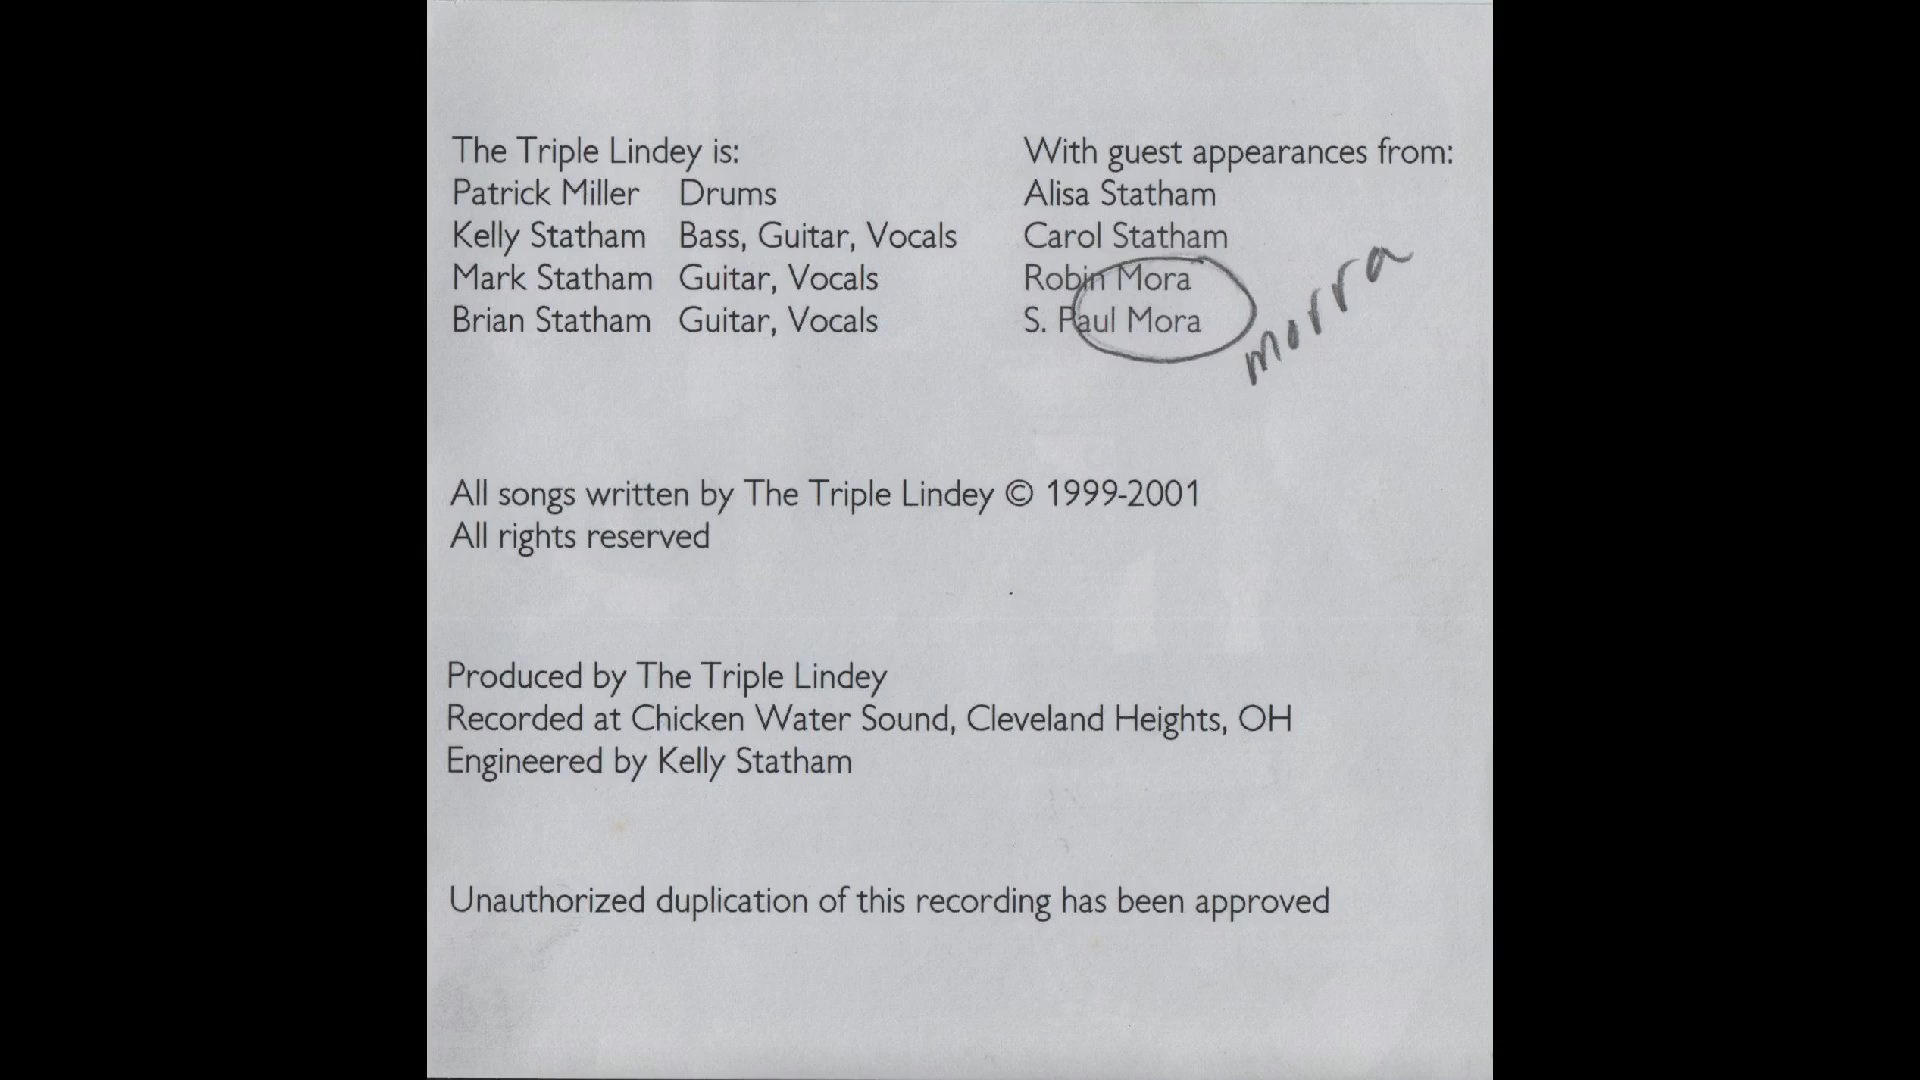 The Triple Lindey is:
Patrick Miller Drums
Kelly Statham Bass, Guitar, Vocals
Mark Statham Guitar, Vocals
Brian Statham Guitar, Vocals
With guest appearances from:
Alisa Statham
Carol Statham
Robin Mora
S. Paul Mora
morra
All songs written by The Triple Lindey © 1999-2001
All rights reserved
Produced by The Triple Lindey
Recorded at Chicken Water Sound, Cleveland Heights, OH
Engineered by Kelly Statham
Unauthorized duplication of this recording has been approved